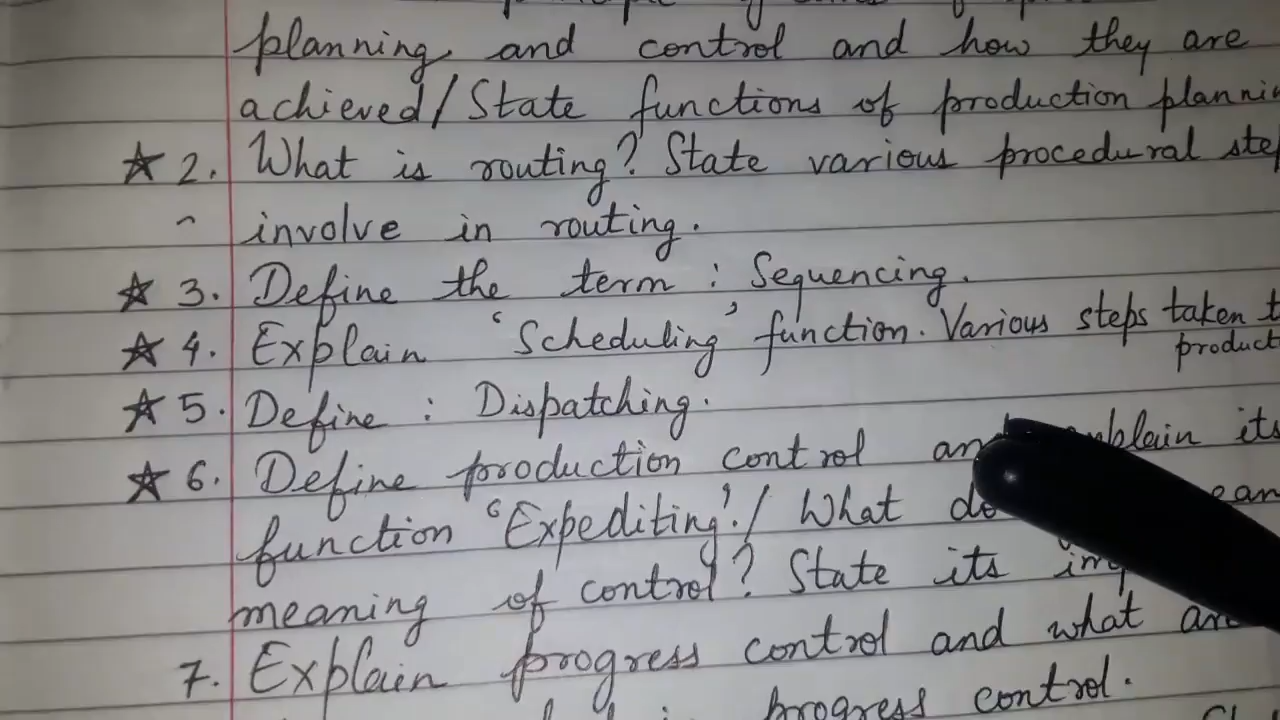 planning and control and how they are
achieved/State functions of production
☆ 2. What is routing? State various procedural
involve in routing.
☆ 3. Define the term : Sequencing.
☆ 4. Explain 'Scheduling' function. Various steps taken
☆ 5. Define : Dispatching.
☆ 6. Define production control its
function 'Expediting'./ What
meaning of control? State its
7. Explain progress control and what
progress control.